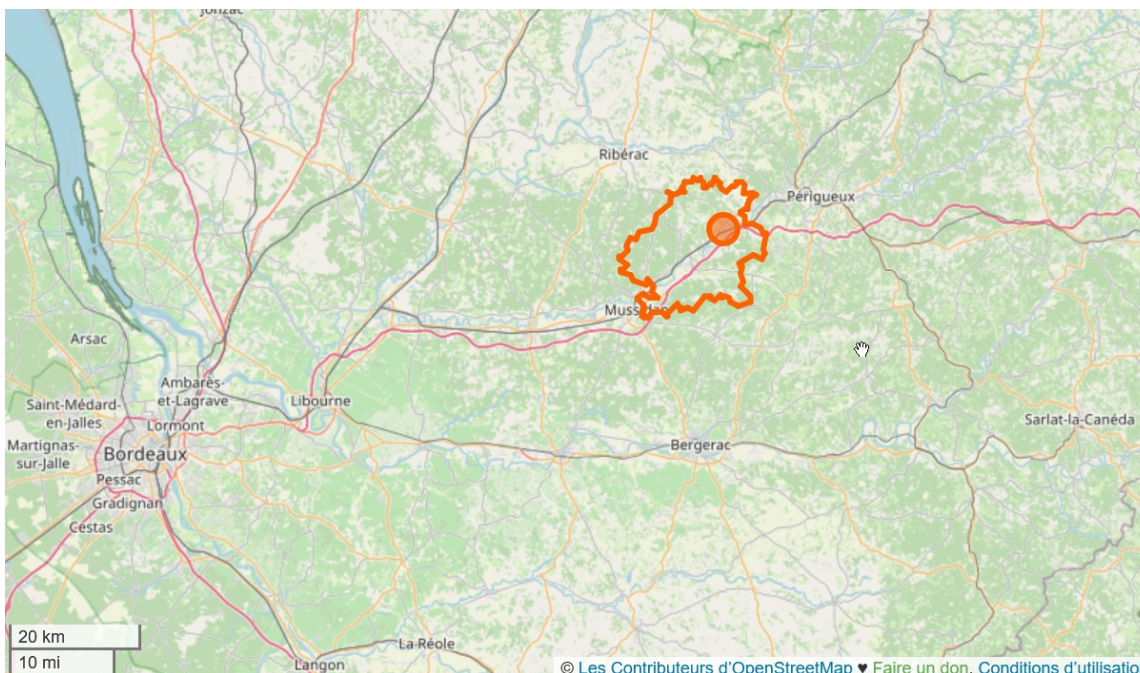 Jonzac
Ribérac
Périgueux
Mussidan
Arsac
Ambarès-
et-Lagrave
Saint-Médard-
en-Jalles
Libourne
Lormont
Sarlat-la-Canéda
Martignas-
sur-Jalle
Bordeaux
Bergerac
Pessac
Gradignan
Cestas
20 km
La Réole
10 mi
Langon
© Les Contributeurs d’OpenStreetMap ♥ Faire un don. Conditions d’utilisatio